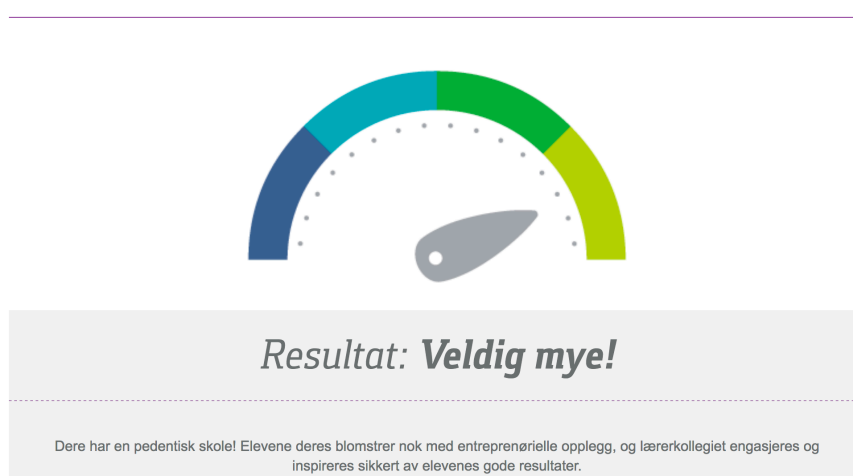 Resultat: Veldig mye!
Dere har en pedentisk skole! Elevene deres blomstrer nok med entreprenørielle opplegg, og lærerkollegiet engasjeres og
inspireres sikkert av elevenes gode resultater.